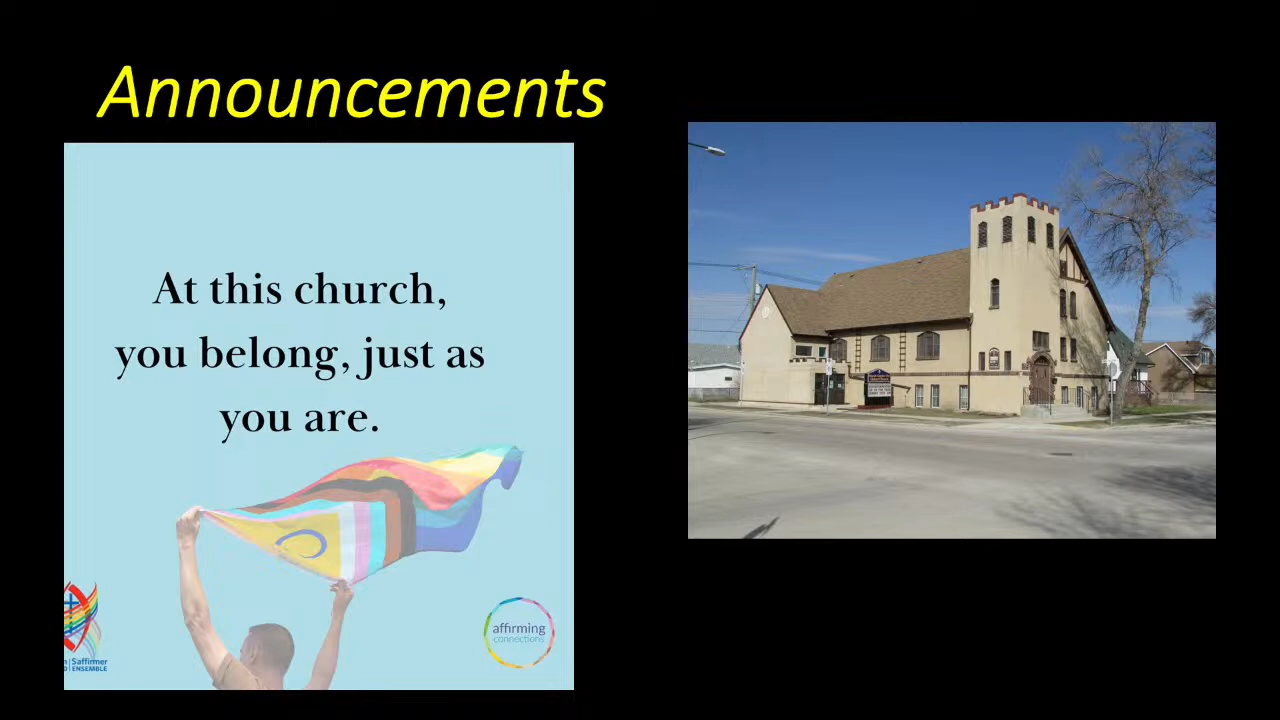 Announcements
At this church,
you belong, just as
you are.
Saffirmer
ENSEMBLE
affirming
connections